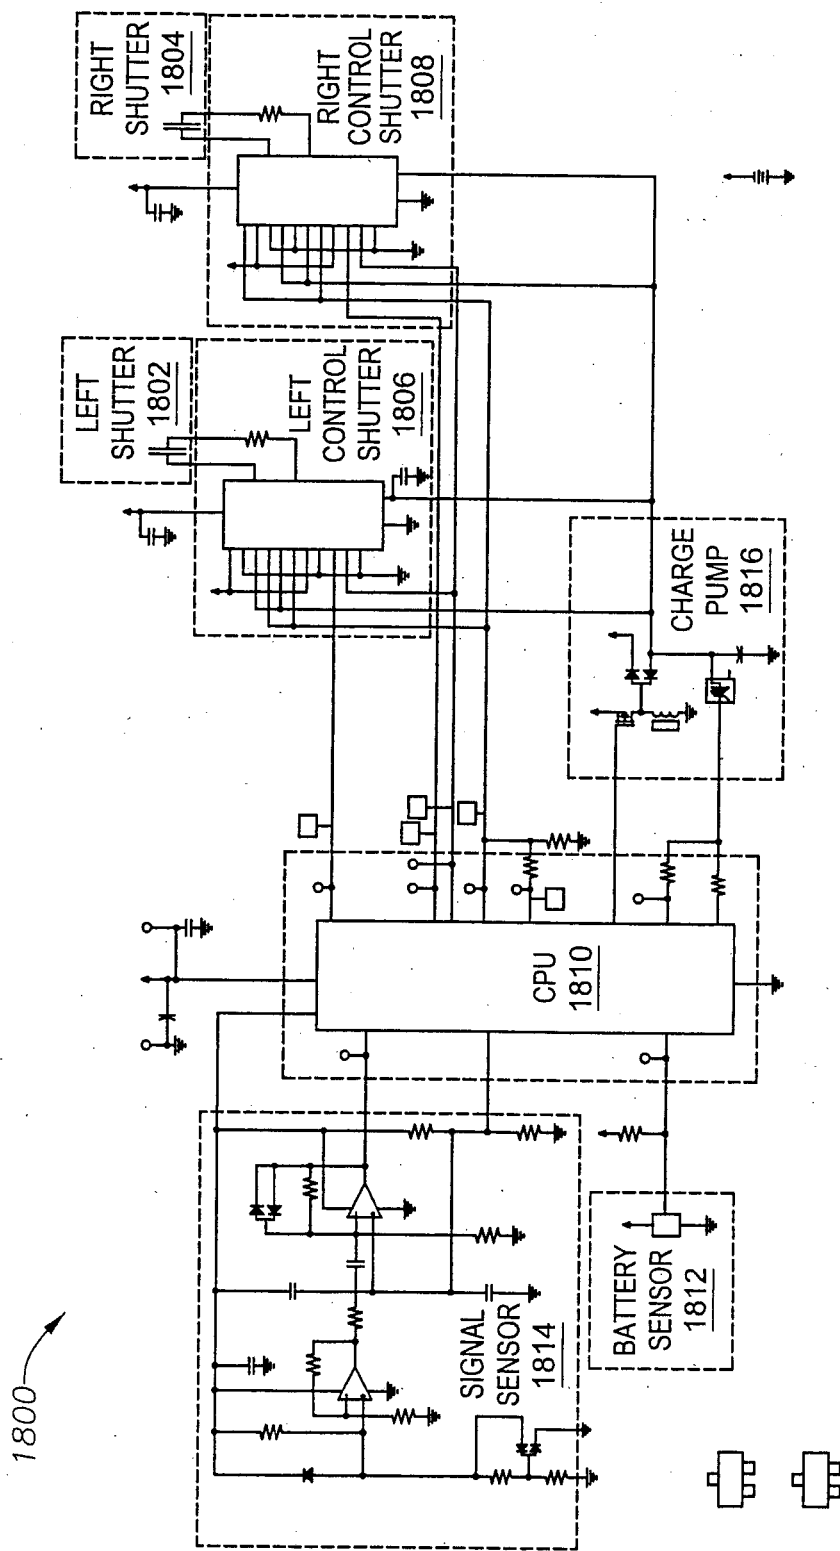 RIGHT
SHUTTER
1804
RIGHT
CONTROL
SHUTTER
1808
LEFT
SHUTTER
1802
LEFT
CONTROL
SHUTTER
1806
CHARGE
PUMP
1816
CPU
1810
SIGNAL
SENSOR
1814
BATTERY
SENSOR
1812
1800